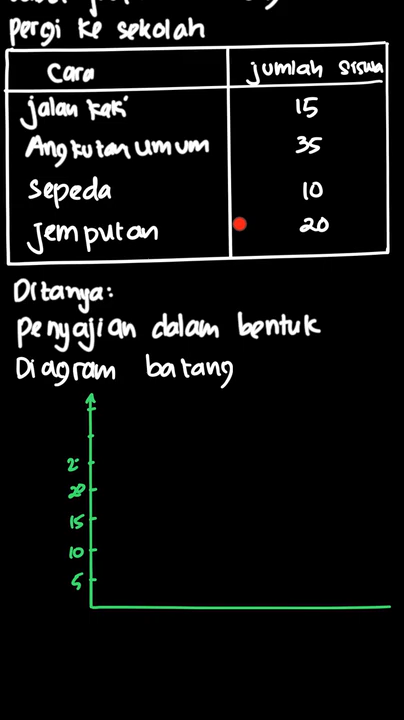 pergi ke sekolah
Cara jumlah siswa
jalan kaki 15
Angkutan umum 35
sepeda 10
jemputan 20
Ditanya:
Penyajian dalam bentuk
Diagram batang
20
15
10
5